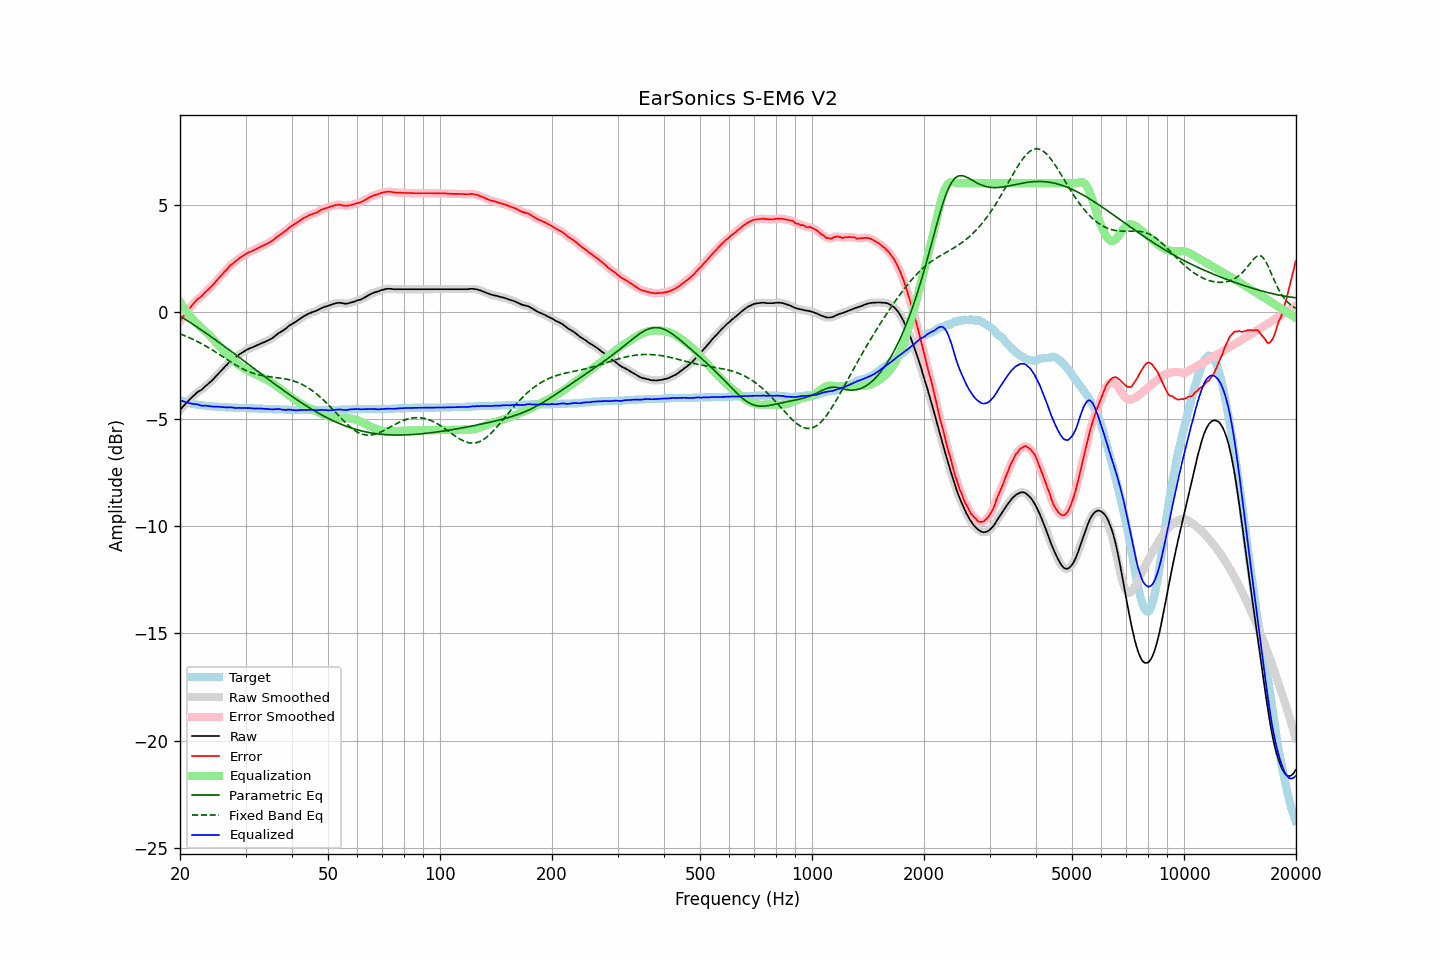 EarSonics S-EM6 V2
Amplitude (dBr)
5
0
−5
−10
−15
−20
−25
Target
Raw Smoothed
Error Smoothed
Raw
Error
Equalization
Parametric Eq
Fixed Band Eq
Equalized
20 50 100 200 500 1000 2000 5000 10000 20000
Frequency (Hz)